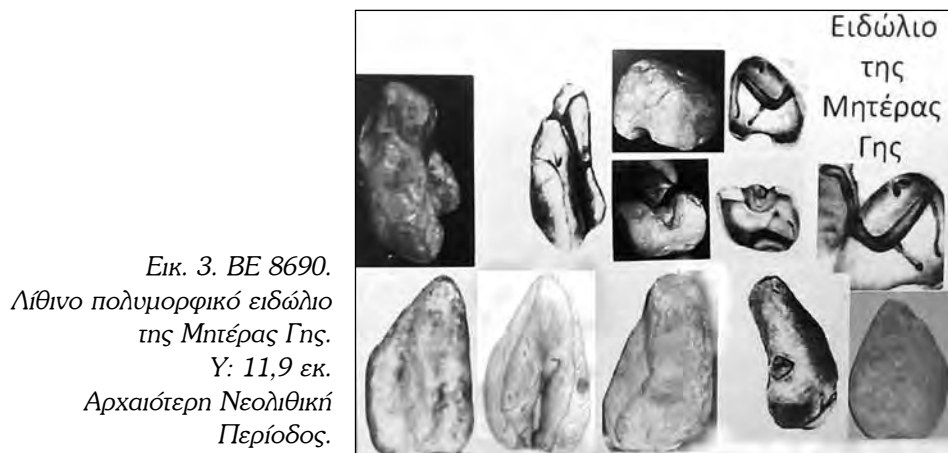 Ειδώλιο
της
Μητέρας
Γης
Εικ. 3. ΒΕ 8690.
Λίθινο πολυμορφικό ειδώλιο
της Μητέρας Γης.
Υ: 11,9 εκ.
Αρχαιότερη Νεολιθική
Περίοδος.